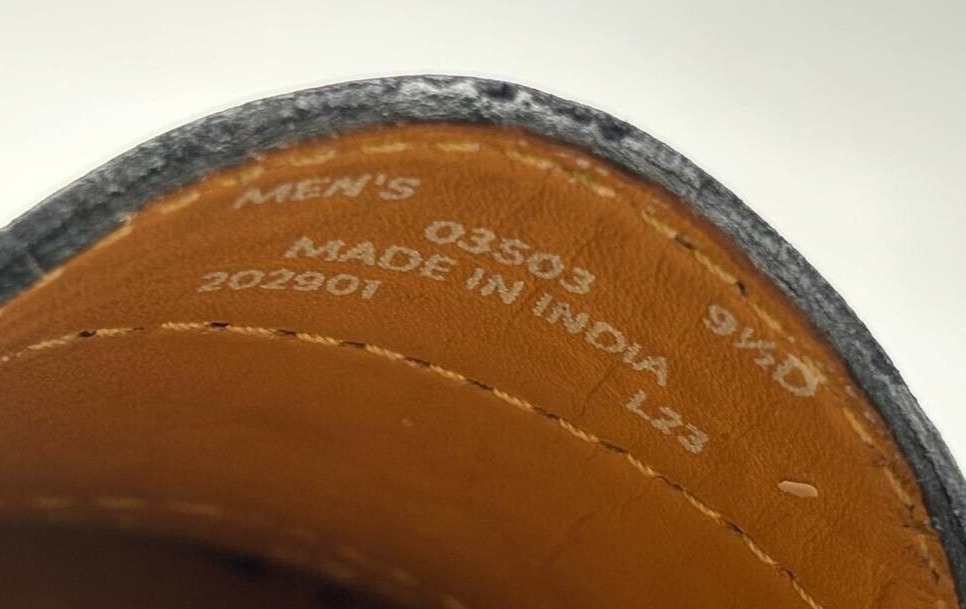 MEN'S 03503 9½D
MADE IN INDIA
202901 L23